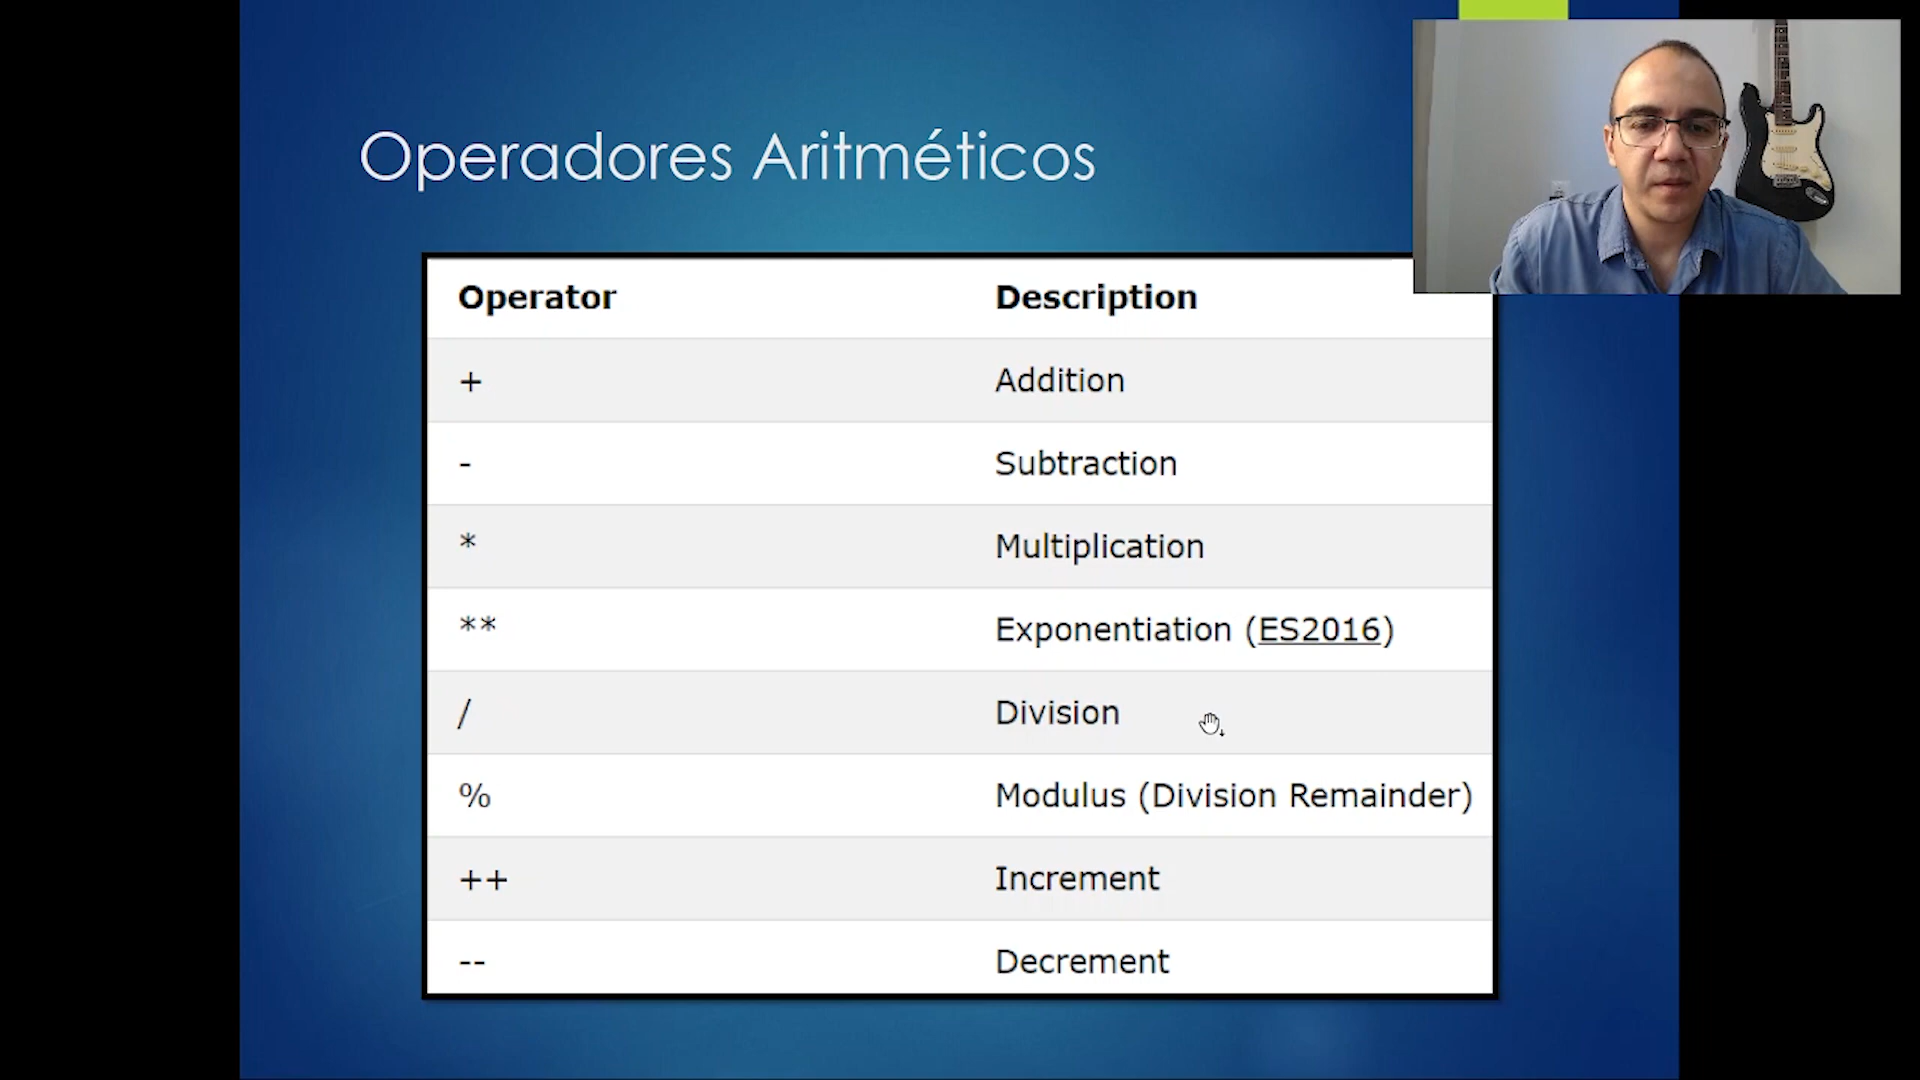 Operadores Aritméticos
Operator Description
+ Addition
- Subtraction
* Multiplication
** Exponentiation (ES2016)
/ Division
% Modulus (Division Remainder)
++ Increment
-- Decrement